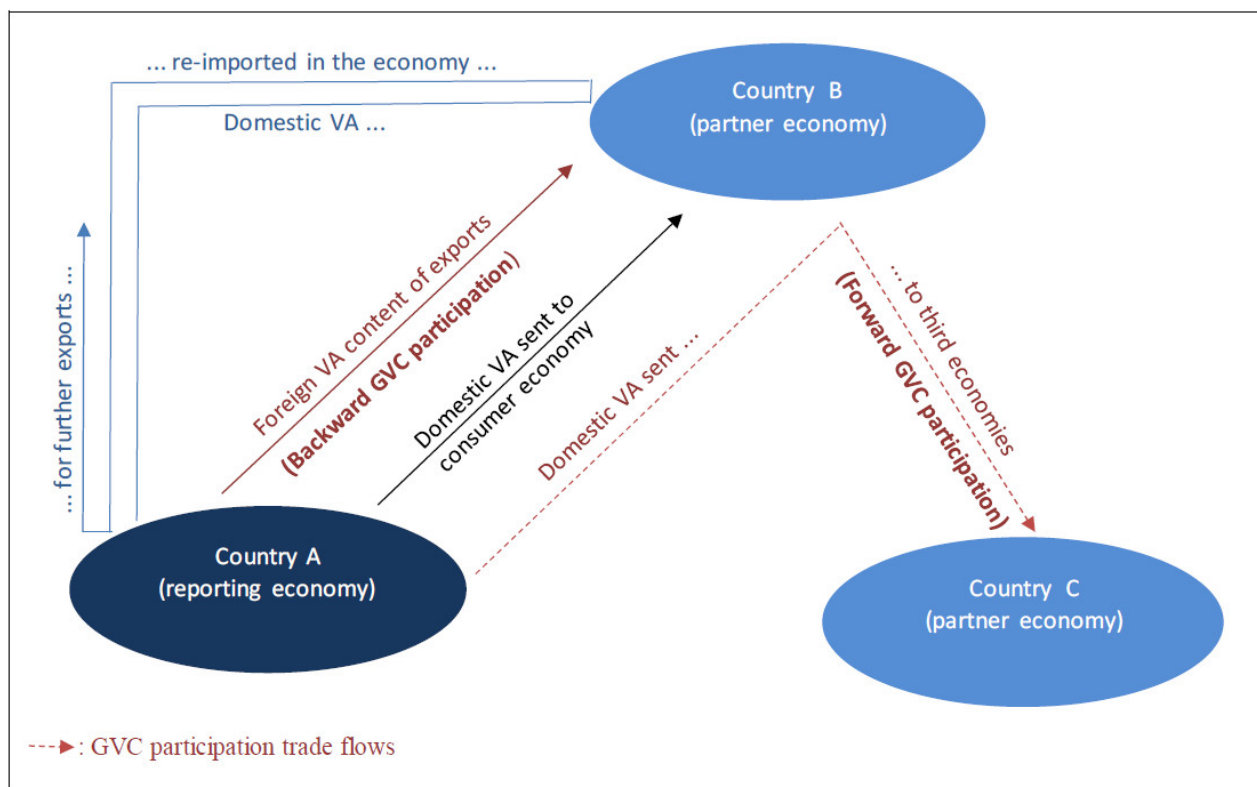 ... re-imported in the economy ...
Domestic VA ...
Country B
(partner economy)
... for further exports ...
Foreign VA content of exports
(Backward GVC participation)
Domestic VA sent to
consumer economy
Domestic VA sent ...
... to third economies
(Forward GVC participation)
Country A
(reporting economy)
Country C
(partner economy)
: GVC participation trade flows